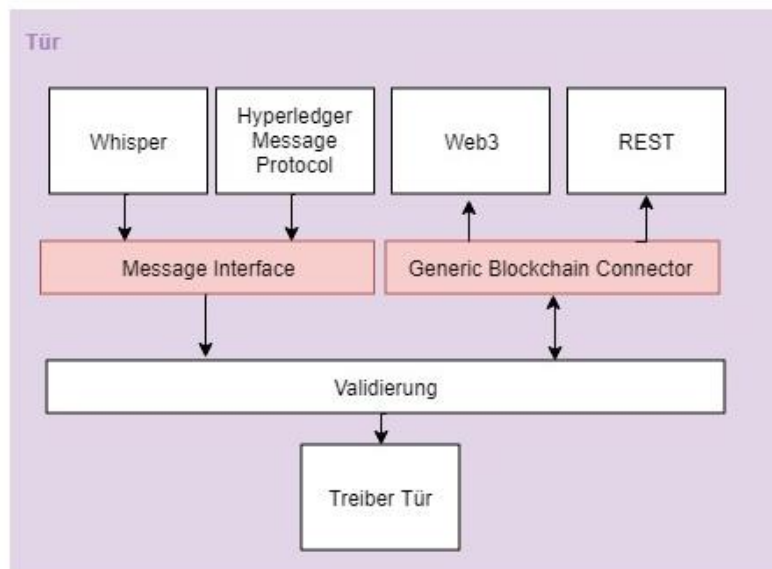 Tür
Whisper
Hyperledger
Message
Protocol
Web3
REST
Message Interface
Generic Blockchain Connector
Validierung
Treiber Tür